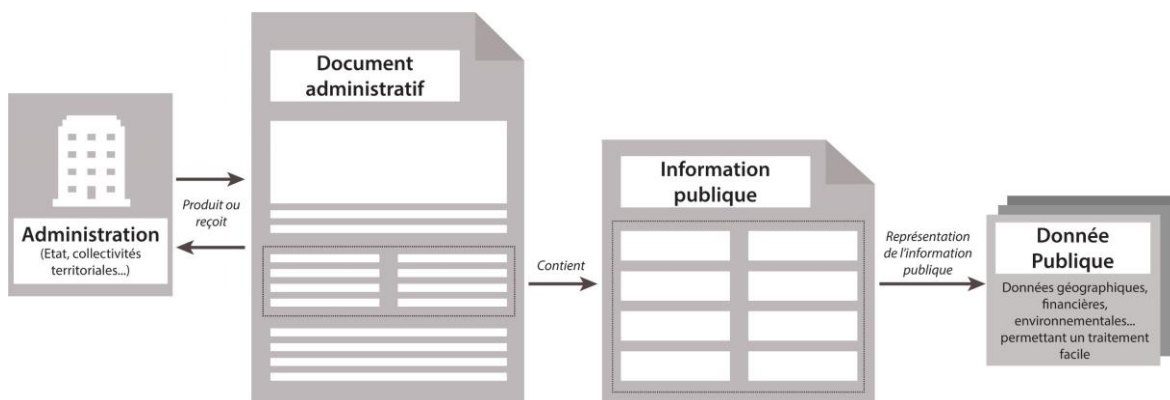 Administration
(Etat, collectivités
territoriales...)
Produit ou
reçoit
Document
administratif
Contient
Information
publique
Représentation
de l'information
publique
Donnée
Publique
Données géographiques,
financières,
environnementales...
permettant un traitement
facile